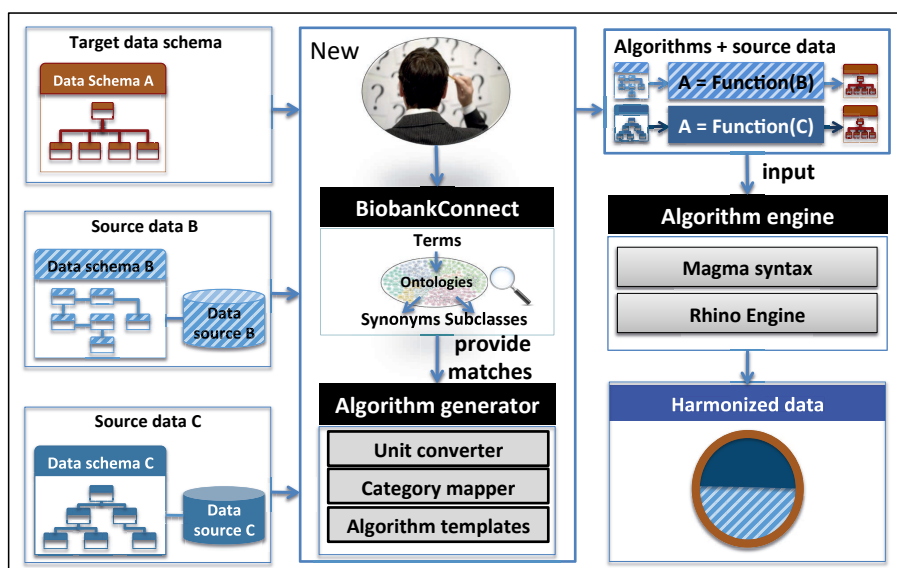 Target data schema
Data Schema A
Source data B
Data schema B
Data
source B
Source data C
Data schema C
Data
source C
New
BiobankConnect
Terms
Ontologies
Synonyms Subclasses
provide
matches
Algorithm generator
Unit converter
Category mapper
Algorithm templates
Algorithms + source data
A = Function(B)
A = Function(C)
input
Algorithm engine
Magma syntax
Rhino Engine
Harmonized data